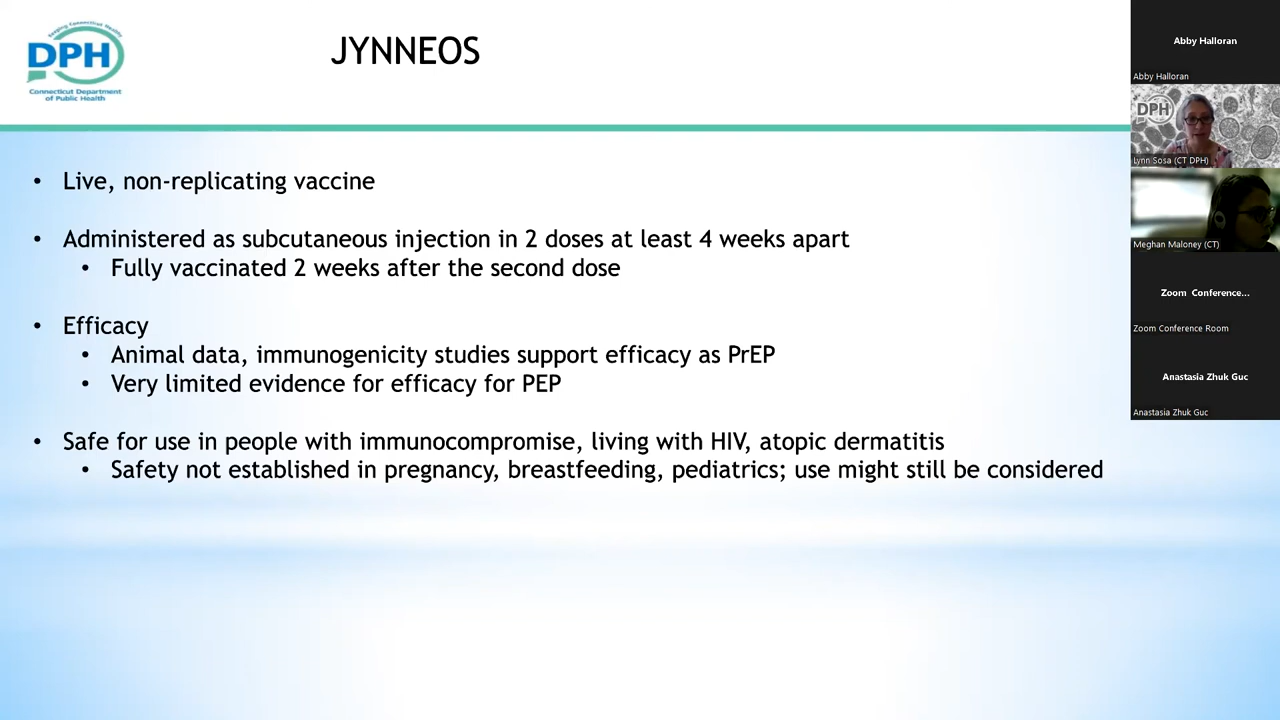 Keeping Connecticut Healthy
DPH
Connecticut Department
of Public Health
JYNNEOS
• Live, non-replicating vaccine
• Administered as subcutaneous injection in 2 doses at least 4 weeks apart
• Fully vaccinated 2 weeks after the second dose
• Efficacy
• Animal data, immunogenicity studies support efficacy as PrEP
• Very limited evidence for efficacy for PEP
• Safe for use in people with immunocompromise, living with HIV, atopic dermatitis
• Safety not established in pregnancy, breastfeeding, pediatrics; use might still be considered
Abby Halloran
Abby Halloran
DPH
Lynn Sosa (CT DPH)
Meghan Maloney (CT)
Zoom Conference...
Zoom Conference Room
Anastasia Zhuk Guc
Anastasia Zhuk Guc